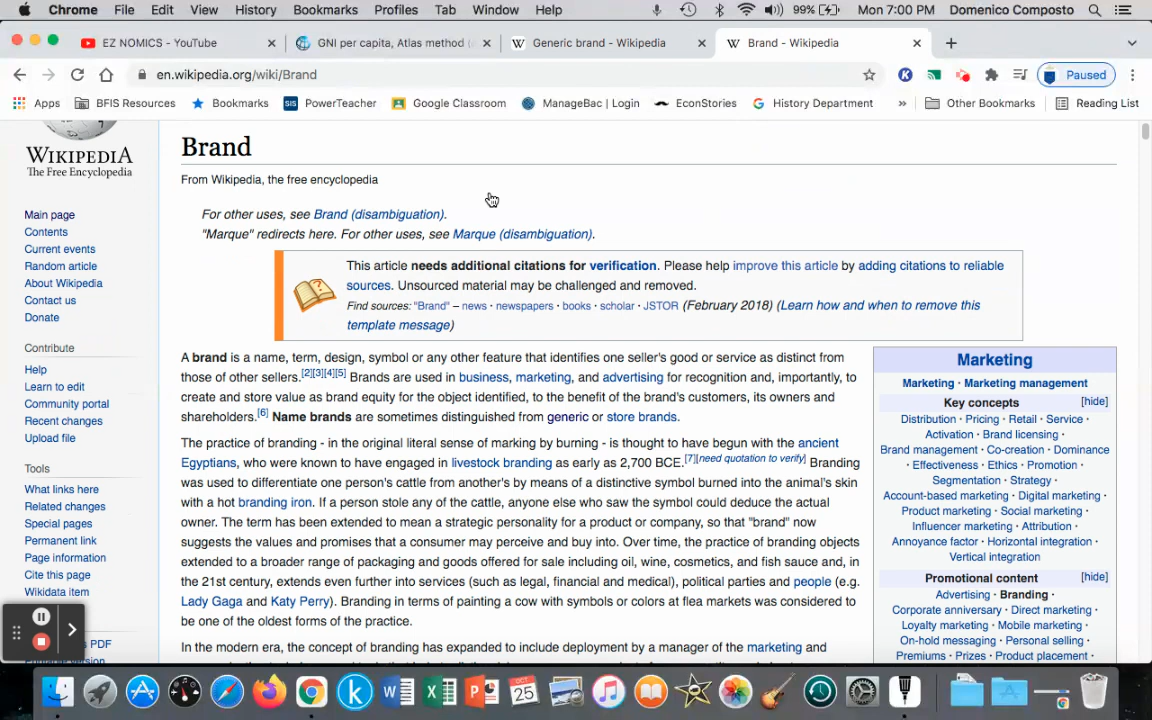 Chrome File Edit View History Bookmarks Profiles Tab Window Help 99% Mon 7:00 PM Domenico Composto
EZ NOMICS - YouTube GNI per capita, Atlas method ( Generic brand - Wikipedia Brand - Wikipedia
en.wikipedia.org/wiki/Brand Paused
Apps BFIS Resources Bookmarks PowerTeacher Google Classroom ManageBac | Login EconStories History Department » Other Bookmarks Reading List
WIKIPEDIA
The Free Encyclopedia
Main page
Contents
Current events
Random article
About Wikipedia
Contact us
Donate
Contribute
Help
Learn to edit
Community portal
Recent changes
Upload file
Tools
What links here
Related changes
Special pages
Permanent link
Page information
Cite this page
Wikidata item
as PDF
Brand
From Wikipedia, the free encyclopedia
For other uses, see Brand (disambiguation).
"Marque" redirects here. For other uses, see Marque (disambiguation).
This article needs additional citations for verification. Please help improve this article by adding citations to reliable
sources. Unsourced material may be challenged and removed.
Find sources: "Brand" – news · newspapers · books · scholar · JSTOR (February 2018) (Learn how and when to remove this
template message)
A brand is a name, term, design, symbol or any other feature that identifies one seller's good or service as distinct from
those of other sellers.[2][3][4][5] Brands are used in business, marketing, and advertising for recognition and, importantly, to
create and store value as brand equity for the object identified, to the benefit of the brand's customers, its owners and
shareholders.[6] Name brands are sometimes distinguished from generic or store brands.
The practice of branding - in the original literal sense of marking by burning - is thought to have begun with the ancient
Egyptians, who were known to have engaged in livestock branding as early as 2,700 BCE.[7][need quotation to verify] Branding
was used to differentiate one person's cattle from another's by means of a distinctive symbol burned into the animal's skin
with a hot branding iron. If a person stole any of the cattle, anyone else who saw the symbol could deduce the actual
owner. The term has been extended to mean a strategic personality for a product or company, so that "brand" now
suggests the values and promises that a consumer may perceive and buy into. Over time, the practice of branding objects
extended to a broader range of packaging and goods offered for sale including oil, wine, cosmetics, and fish sauce and, in
the 21st century, extends even further into services (such as legal, financial and medical), political parties and people (e.g.
Lady Gaga and Katy Perry). Branding in terms of painting a cow with symbols or colors at flea markets was considered to
be one of the oldest forms of the practice.
In the modern era, the concept of branding has expanded to include deployment by a manager of the marketing and
Marketing
Marketing · Marketing management
Key concepts [hide]
Distribution · Pricing · Retail · Service ·
Activation · Brand licensing ·
Brand management · Co-creation · Dominance
· Effectiveness · Ethics · Promotion ·
Segmentation · Strategy ·
Account-based marketing · Digital marketing ·
Product marketing · Social marketing ·
Influencer marketing · Attribution ·
Annoyance factor · Horizontal integration ·
Vertical integration
Promotional content [hide]
Advertising · Branding ·
Corporate anniversary · Direct marketing ·
Loyalty marketing · Mobile marketing ·
On-hold messaging · Personal selling ·
Premiums · Prizes · Product placement ·
OCT
25